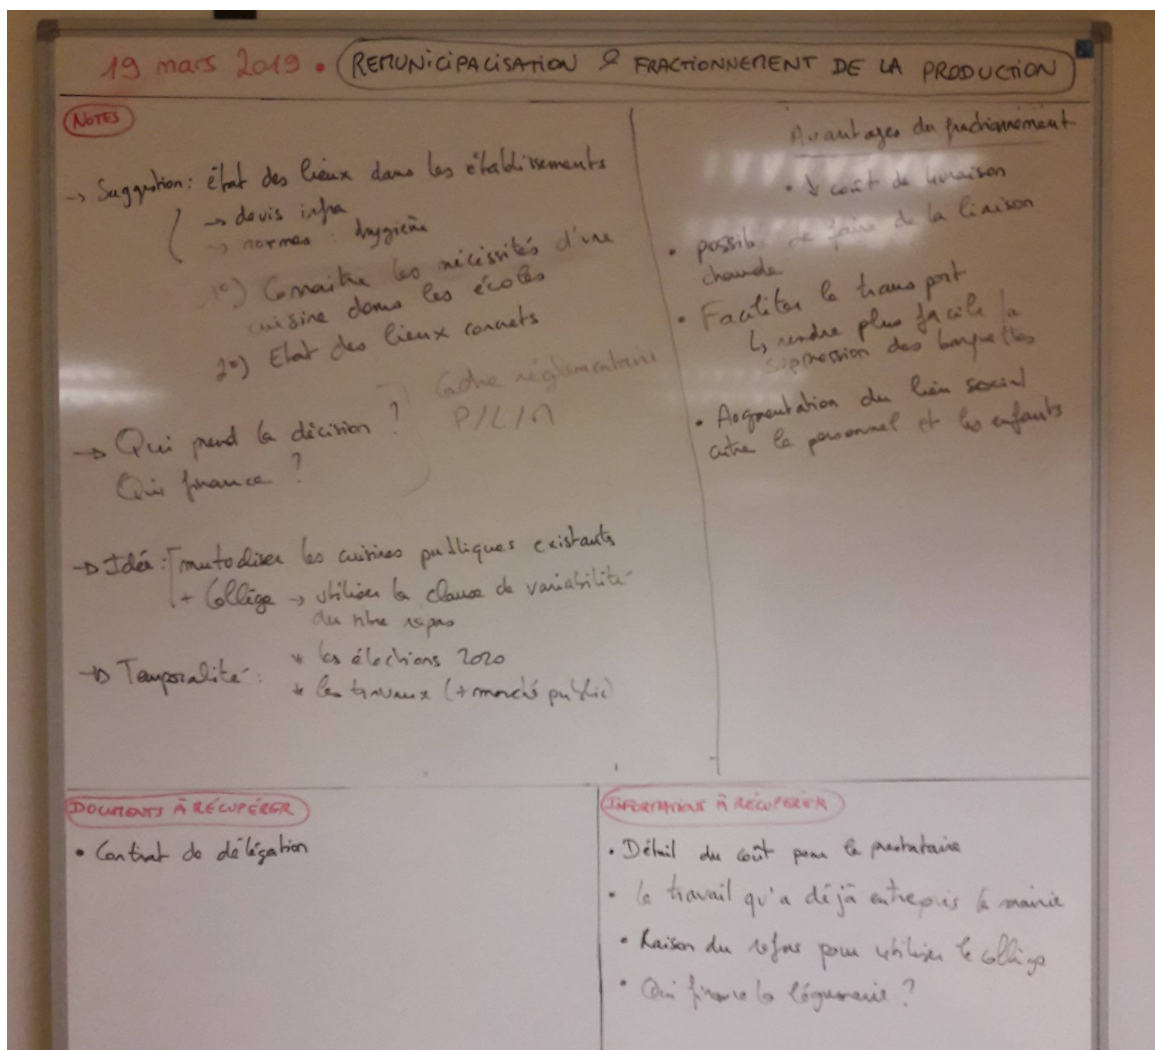 19 mars 2019 • REMUNICIPALISATION & FRACTIONNEMENT DE LA PRODUCTION
NOTES
-> Suggestion: état des lieux dans les établissements
-> devis infra
-> normes : hygiène
1°) Connaitre les nécissités d'une
cuisine dans les écoles
2°) Etat des lieux concrets
-> Qui prend la décision ?
Qui finance ?
Cadre réglementaire
P/L/M
-> Idée : mutualiser les cuisines publiques existants
+ Collège -> utiliser la clause de variabilité
du nbre repas
-> Temporalité : * les élections 2020
* les travaux (+ marché public)
Avantages du fractionnement
• ↓ coût de livraison
• possib. de faire de la liaison
chaude
• Faciliter le transport
↳ rendre plus facile la
suppression des barquettes
• Augmentation du lien social
entre le personnel et les enfants
DOCUMENTS À RÉCUPÉRER
• Contrat de délégation
INFORMATIONS À RÉCUPÉRER
• Détail du coût pour le prestataire
• le travail qu'a déjà entrepris la mairie
• Raison du refus pour utiliser le collège
• Qui finance la légumerie ?